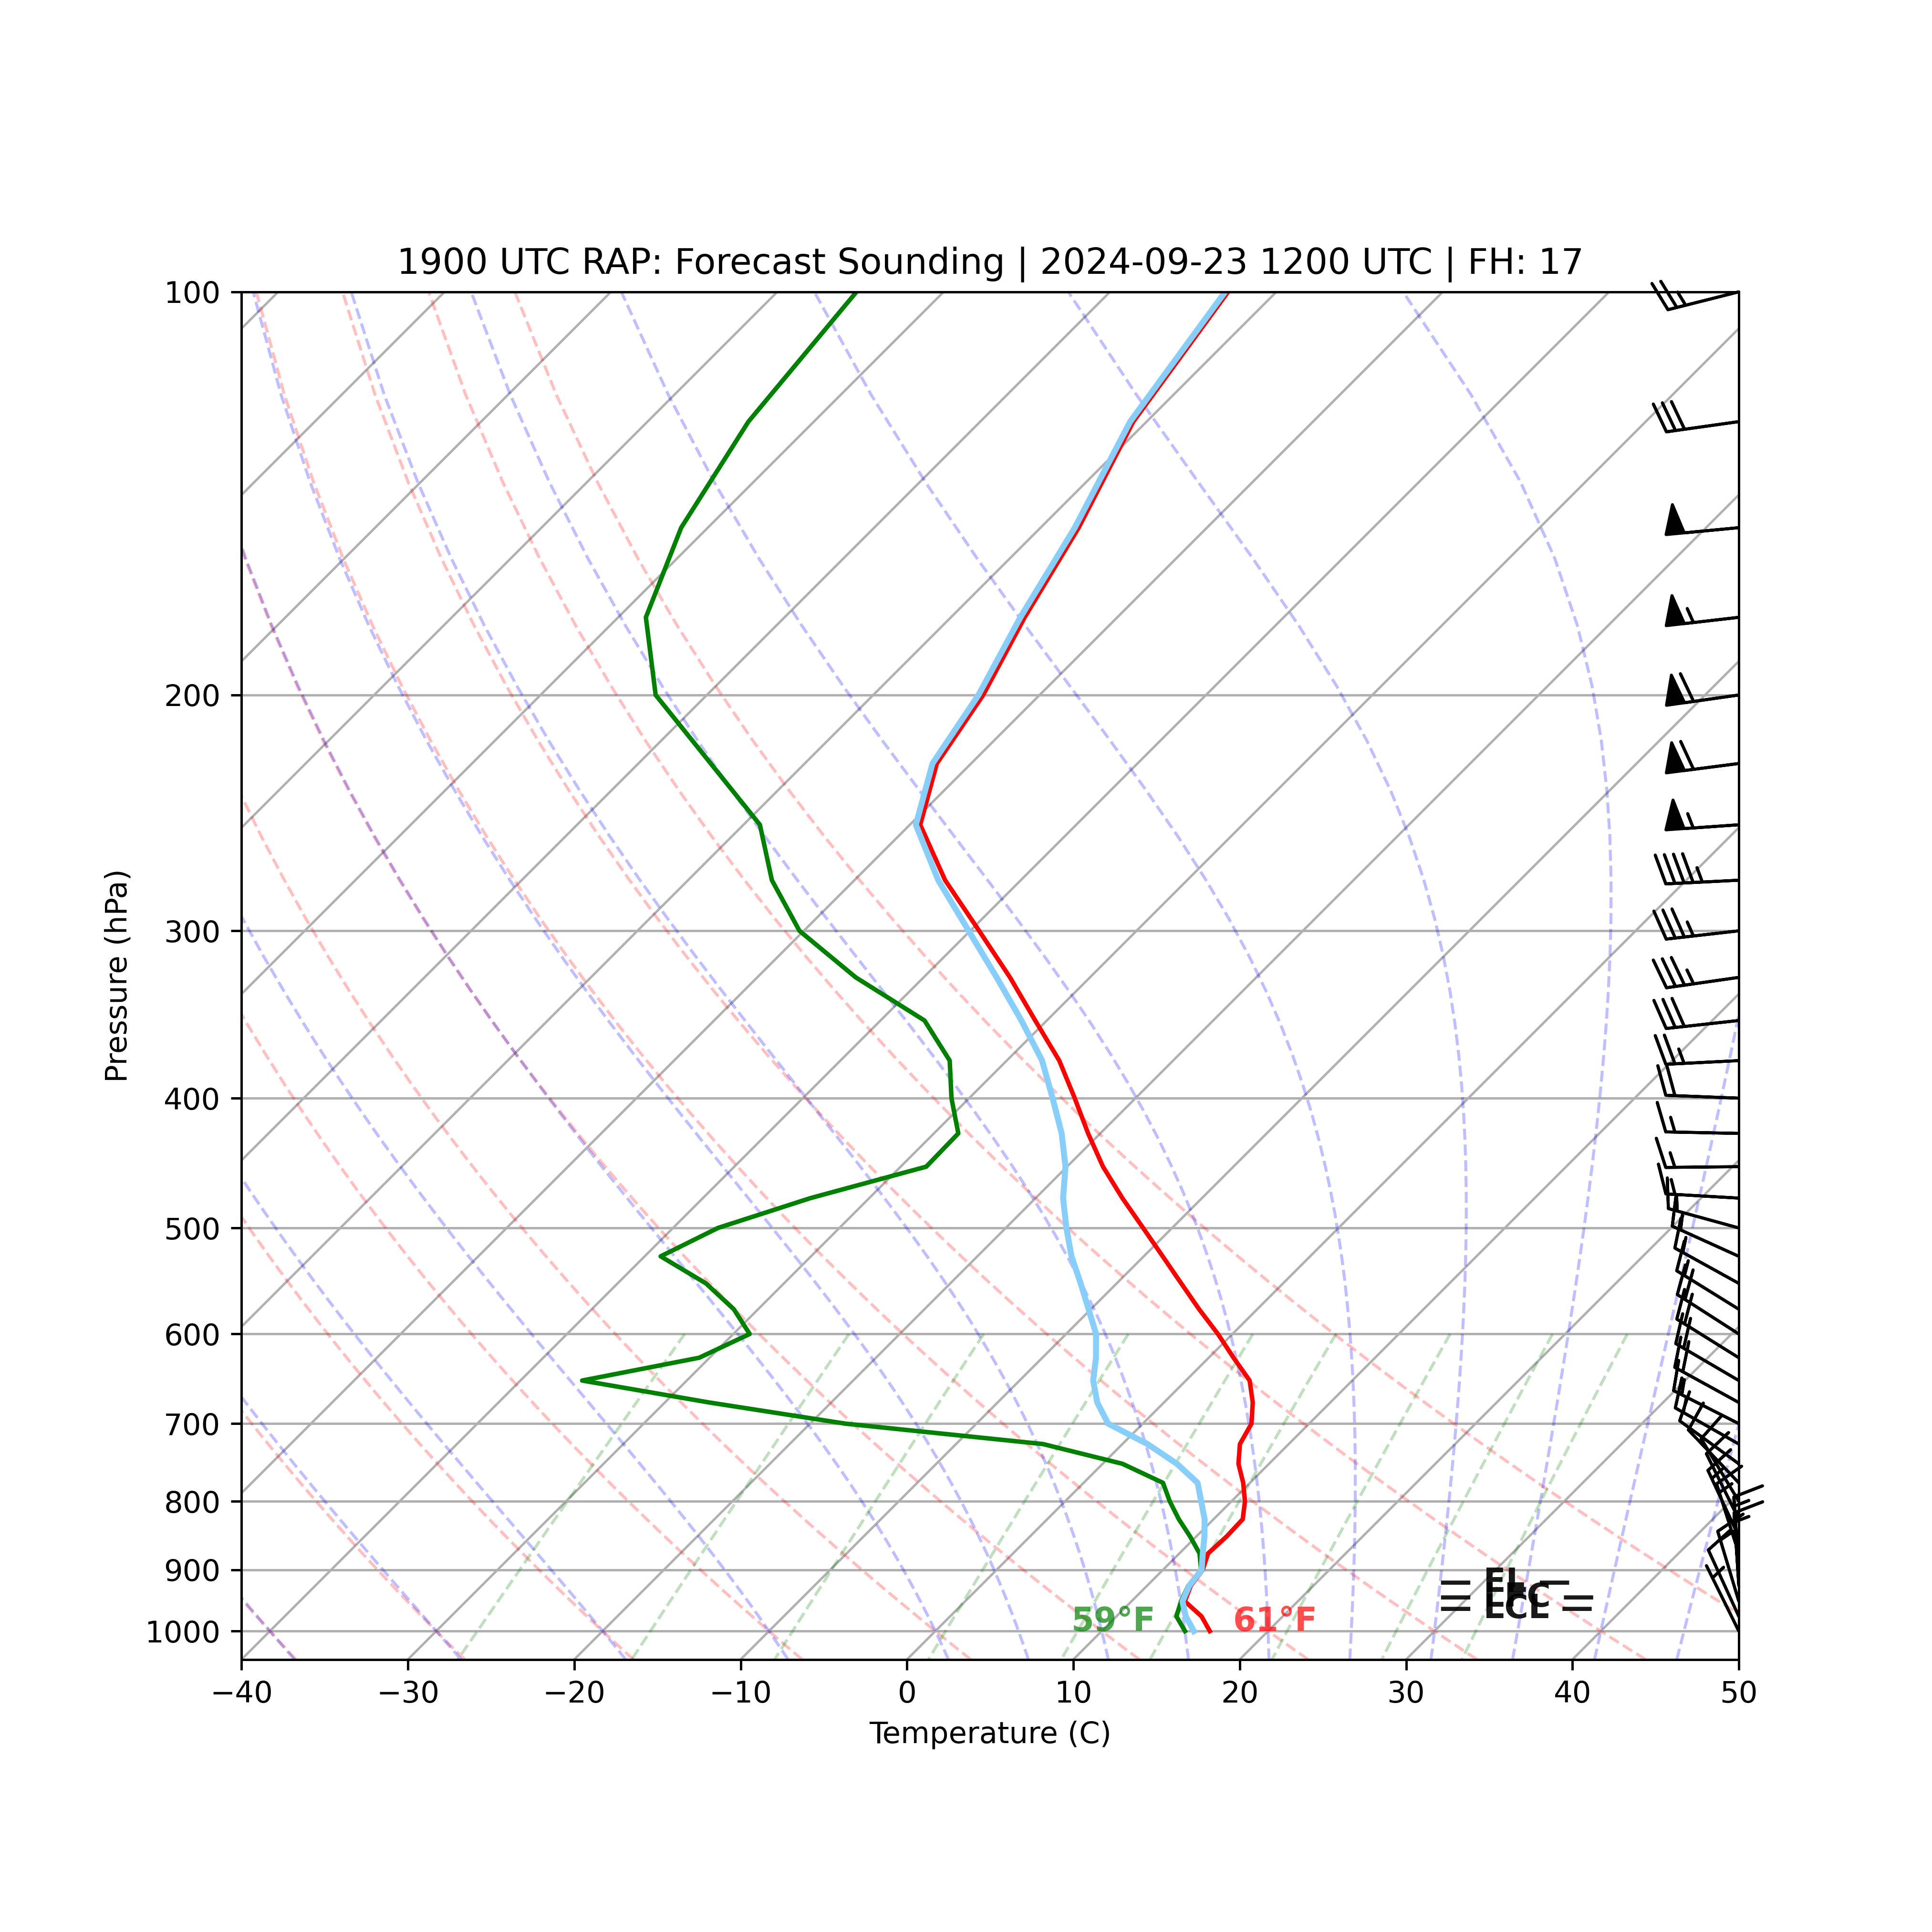 1900 UTC RAP: Forecast Sounding | 2024-09-23 1200 UTC | FH: 17
100
200
300
400
500
600
700
800
900
1000
Pressure (hPa)
59°F 61°F
−40 −30 −20 −10 0 10 20 30 40 50
Temperature (C)